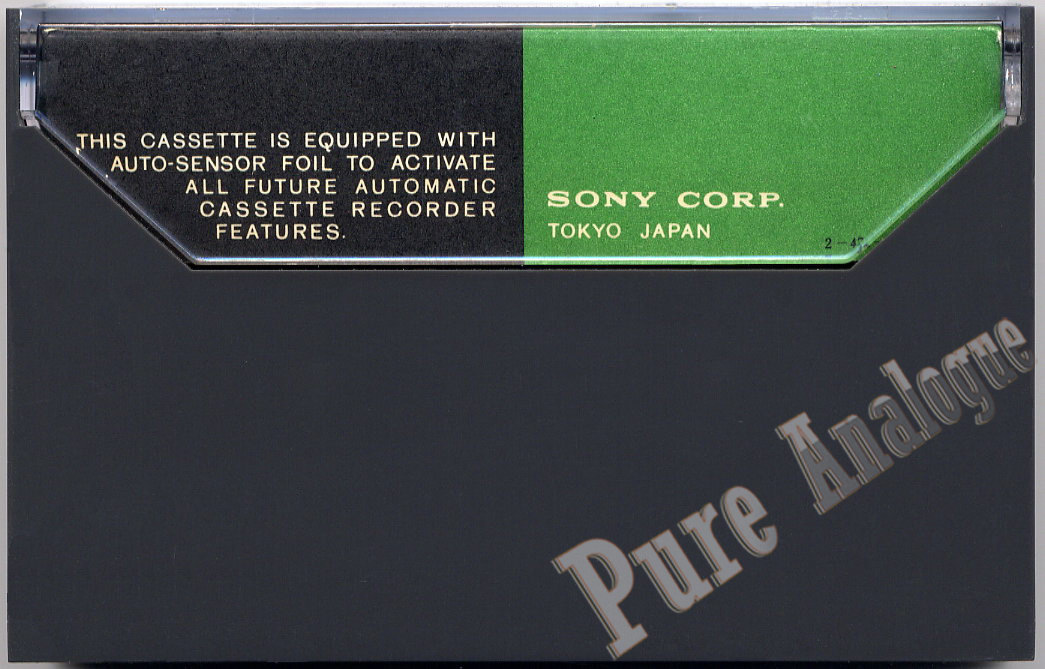 THIS CASSETTE IS EQUIPPED WITH
AUTO-SENSOR FOIL TO ACTIVATE
ALL FUTURE AUTOMATIC
CASSETTE RECORDER
FEATURES.
SONY CORP.
TOKYO JAPAN
Pure Analogue